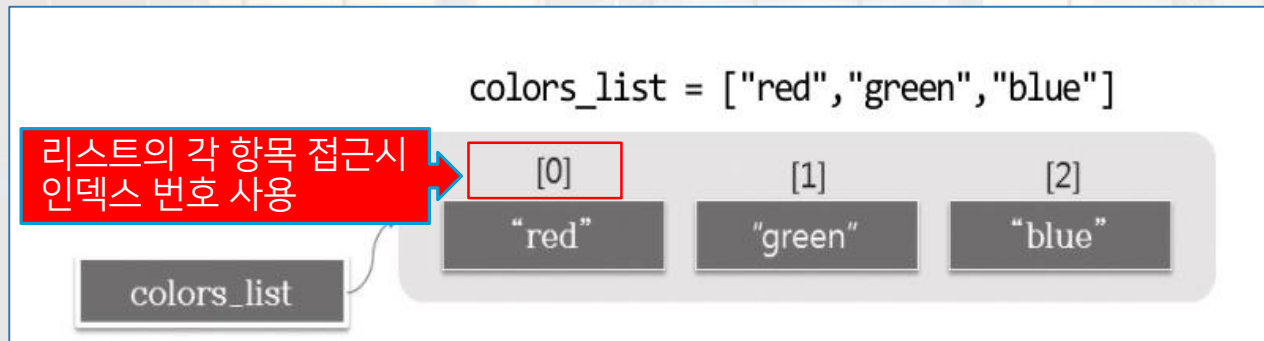 colors_list = ["red","green","blue"]
리스트의 각 항목 접근시
인덱스 번호 사용
[0]
[1]
[2]
“red”
"green"
“blue”
colors_list